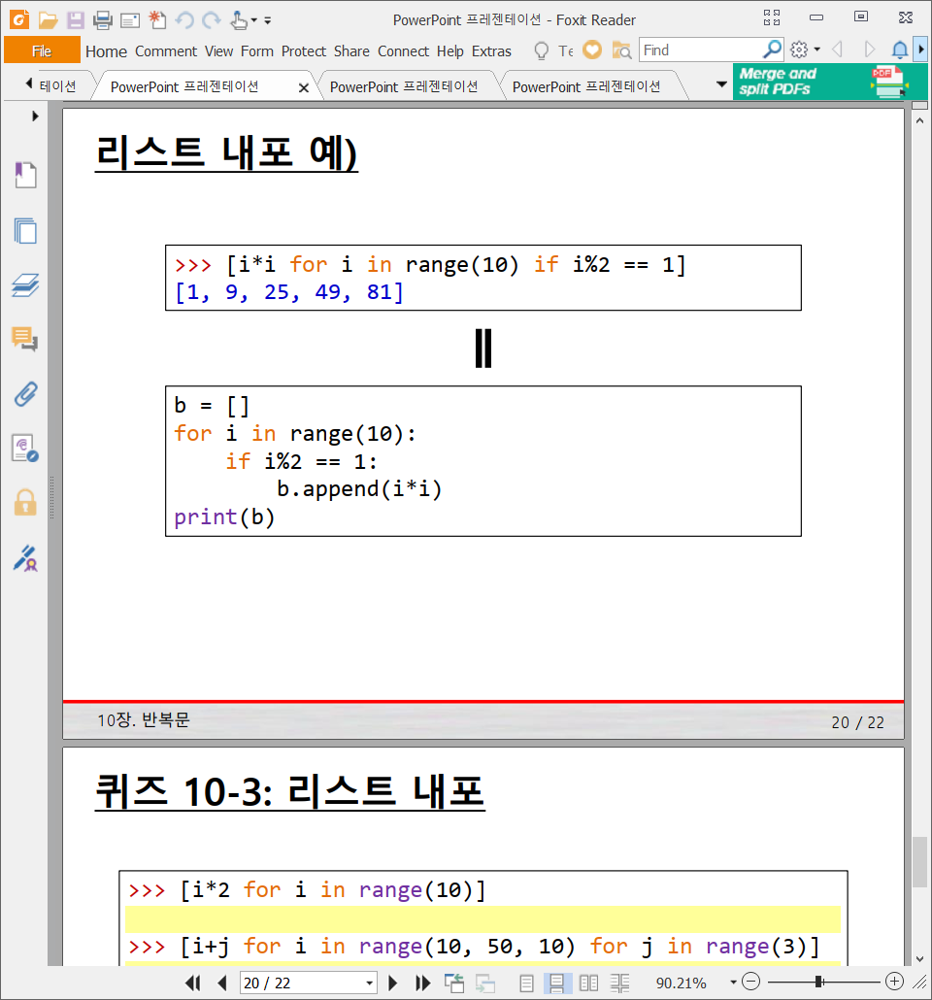 PowerPoint 프레젠테이션 - Foxit Reader
File Home Comment View Form Protect Share Connect Help Extras Te Find
테이션 PowerPoint 프레젠테이션 PowerPoint 프레젠테이션 PowerPoint 프레젠테이션
Merge and
split PDFs
PDF
리스트 내포 예)
>>> [i*i for i in range(10) if i%2 == 1]
[1, 9, 25, 49, 81]
b = []
for i in range(10):
    if i%2 == 1:
        b.append(i*i)
print(b)
10장. 반복문
20 / 22
퀴즈 10-3: 리스트 내포
>>> [i*2 for i in range(10)]
>>> [i+j for i in range(10, 50, 10) for j in range(3)]
20 / 22
90.21%